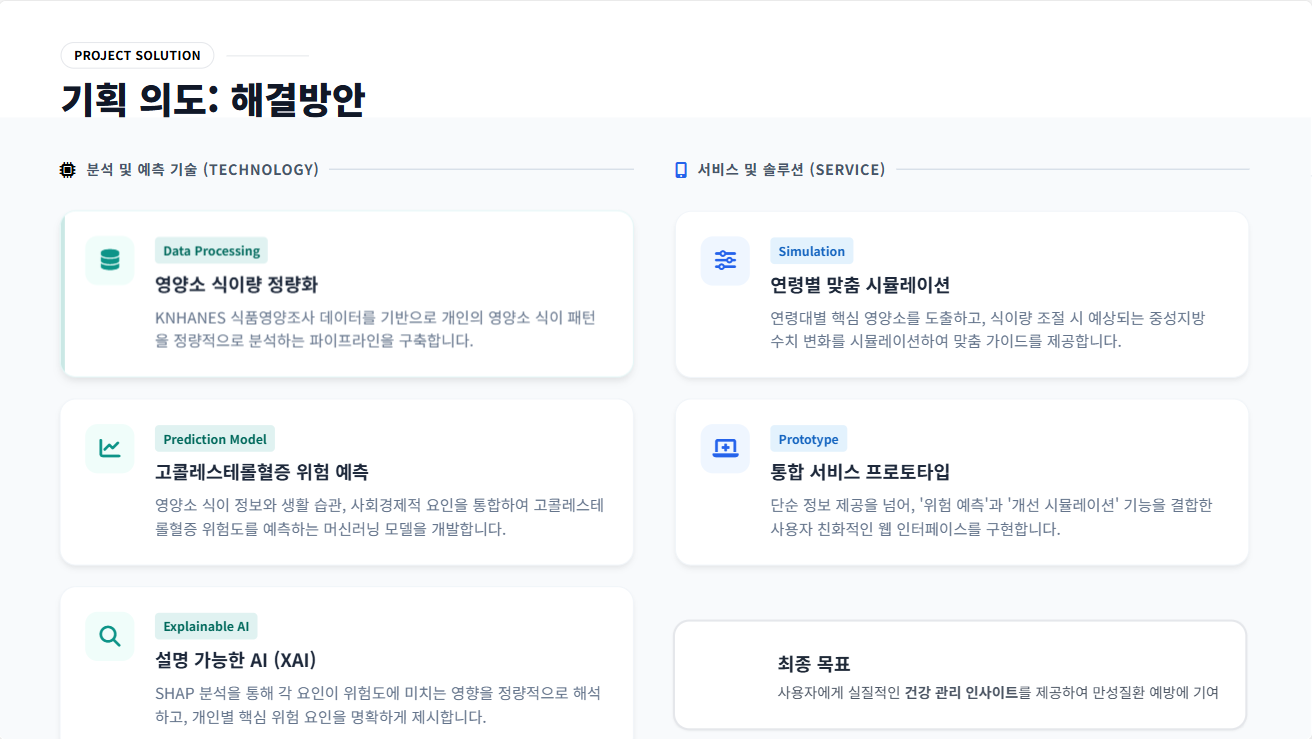 PROJECT SOLUTION
기획 의도: 해결방안
분석 및 예측 기술 (TECHNOLOGY)
Data Processing
영양소 식이량 정량화
KNHANES 식품영양조사 데이터를 기반으로 개인의 영양소 식이 패턴
을 정량적으로 분석하는 파이프라인을 구축합니다.
Prediction Model
고콜레스테롤혈증 위험 예측
영양소 식이 정보와 생활 습관, 사회경제적 요인을 통합하여 고콜레스테
롤혈증 위험도를 예측하는 머신러닝 모델을 개발합니다.
Explainable AI
설명 가능한 AI (XAI)
SHAP 분석을 통해 각 요인이 위험도에 미치는 영향을 정량적으로 해석
하고, 개인별 핵심 위험 요인을 명확하게 제시합니다.
서비스 및 솔루션 (SERVICE)
Simulation
연령별 맞춤 시뮬레이션
연령대별 핵심 영양소를 도출하고, 식이량 조절 시 예상되는 중성지방
수치 변화를 시뮬레이션하여 맞춤 가이드를 제공합니다.
Prototype
통합 서비스 프로토타입
단순 정보 제공을 넘어, '위험 예측'과 '개선 시뮬레이션' 기능을 결합한
사용자 친화적인 웹 인터페이스를 구현합니다.
최종 목표
사용자에게 실질적인 건강 관리 인사이트를 제공하여 만성질환 예방에 기여